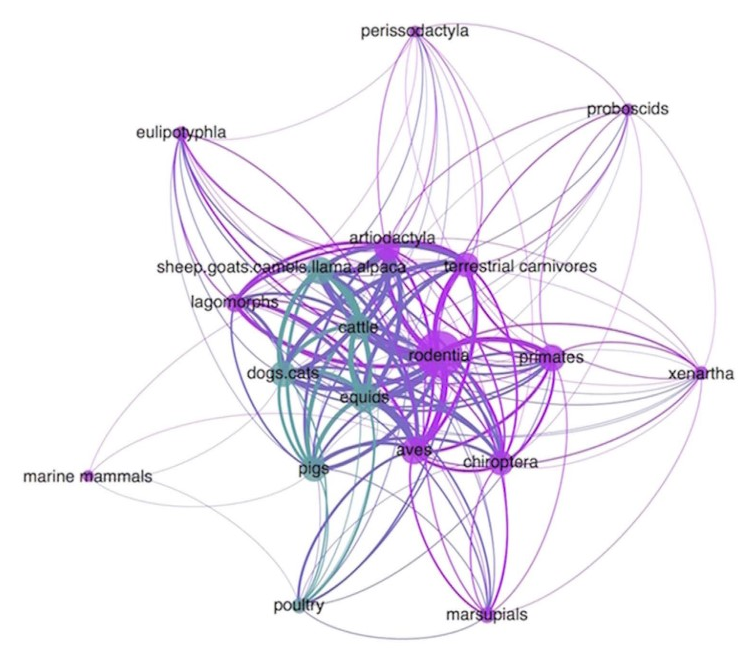 perissodactyla
proboscids
eulipotyphla
artiodactyla
sheep.goats.camels.llama.alpaca
terrestrial carnivores
lagomorphs
cattle
rodentia
primates
dogs.cats
xenartha
equids
aves
chiroptera
pigs
marine mammals
poultry
marsupials